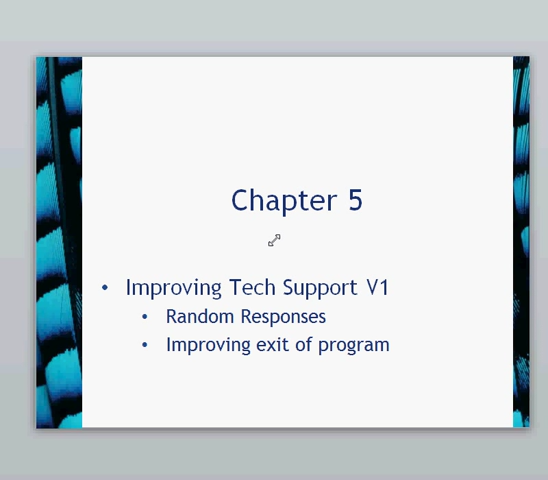 Chapter 5
• Improving Tech Support V1
• Random Responses
• Improving exit of program